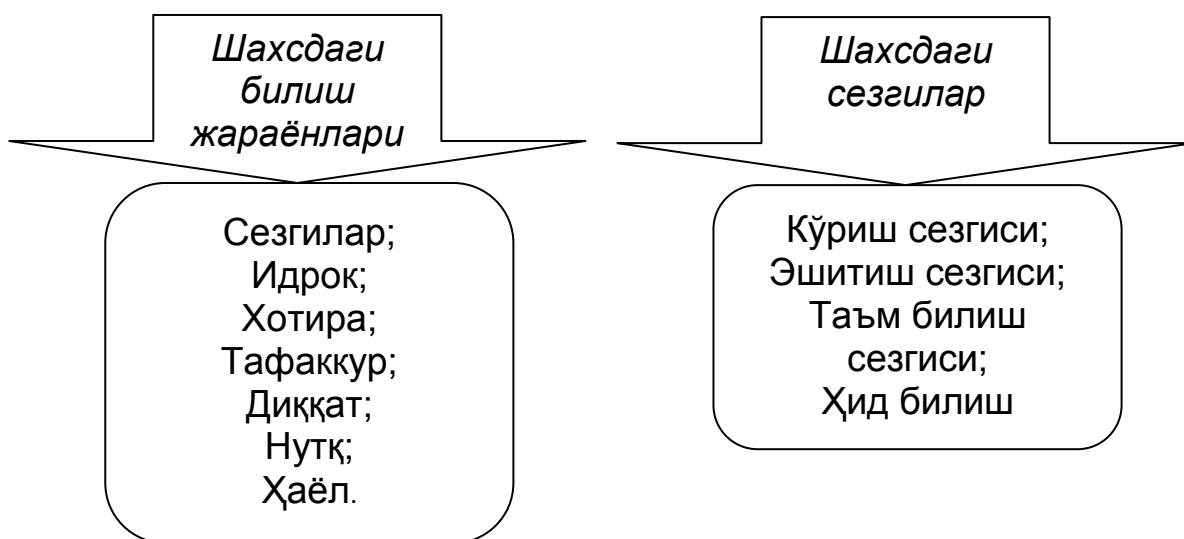 Шахсдаги
билиш
жараёнлари
Сезгилар;
Идрок;
Хотира;
Тафаккур;
Диққат;
Нутқ;
Ҳаёл.
Шахсдаги
сезгилар
Кўриш сезгиси;
Эшитиш сезгиси;
Таъм билиш
сезгиси;
Ҳид билиш